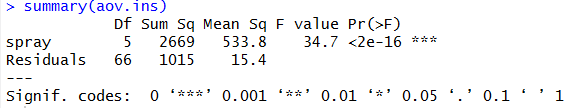 > summary(aov.ins)
            Df Sum Sq Mean Sq F value Pr(>F)
spray        5   2669   533.8    34.7 <2e-16 ***
Residuals   66   1015    15.4
---
Signif. codes:  0 ‘***’ 0.001 ‘**’ 0.01 ‘*’ 0.05 ‘.’ 0.1 ‘ ’ 1